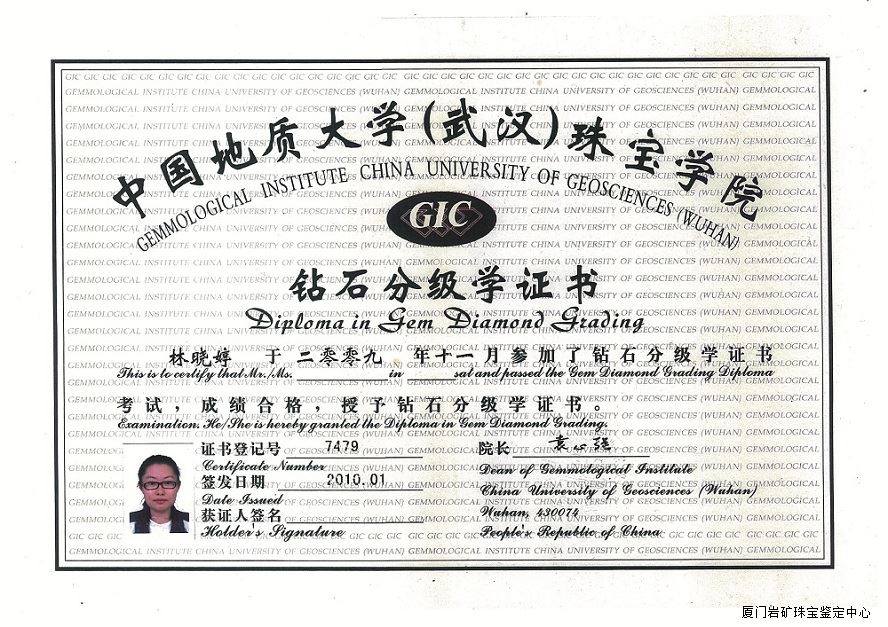 中国地质大学(武汉)珠宝学院
GEMMOLOGICAL INSTITUTE CHINA UNIVERSITY OF GEOSCIENCES (WUHAN)
GIC
钻石分级学证书
Diploma in Gem Diamond Grading
林晓婷 于 二零零九 年十一月参加了钻石分级学证书
This is to certify that Mr./Ms. in sat and passed the Gem Diamond Grading Diploma
考试，成绩合格，授予钻石分级学证书。
Examination. He/She is hereby granted the Diploma in Gem Diamond Grading.
证书登记号 7479
Certificate Number
签发日期 2010.01
Date Issued
获证人签名
Holder's Signature
院长 袁心强
Dean of Gemmological Institute
China University of Geosciences (Wuhan)
Wuhan, 430074
People's Republic of China
厦门岩矿珠宝鉴定中心